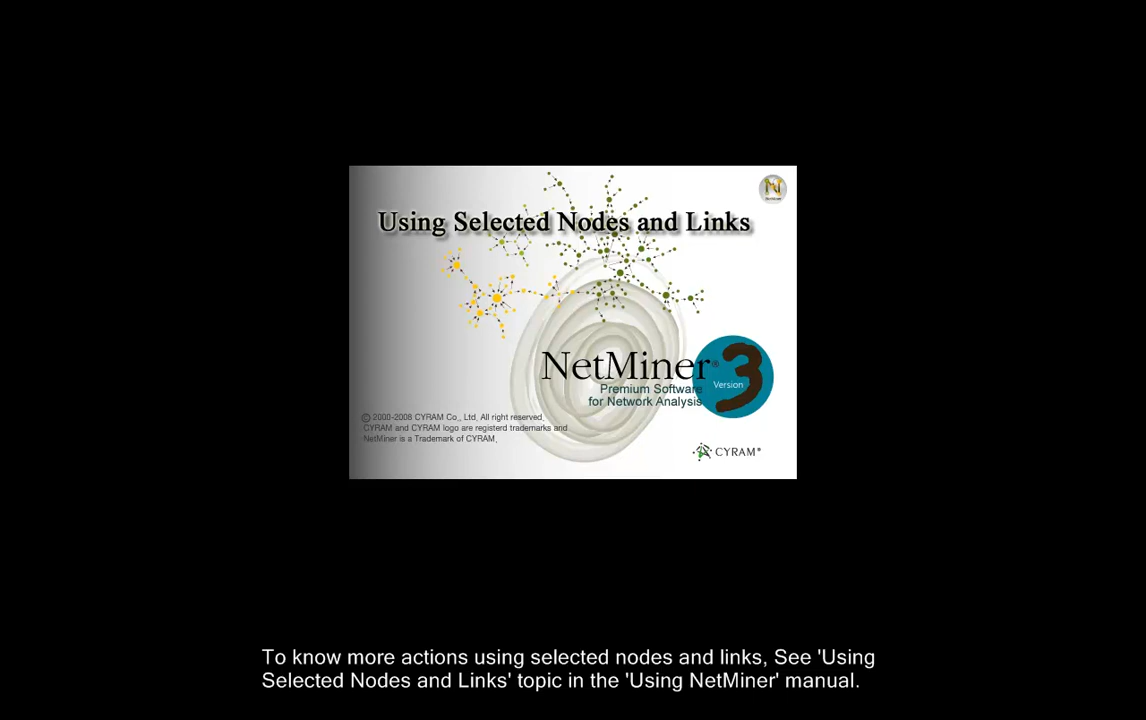 NetMiner
Using Selected Nodes and Links
NetMiner®
Premium Software
for Network Analysis
Version 3
© 2000-2008 CYRAM Co., Ltd. All right reserved.
CYRAM and CYRAM logo are registerd trademarks and
NetMiner is a Trademark of CYRAM.
CYRAM®
To know more actions using selected nodes and links, See 'Using
Selected Nodes and Links' topic in the 'Using NetMiner' manual.